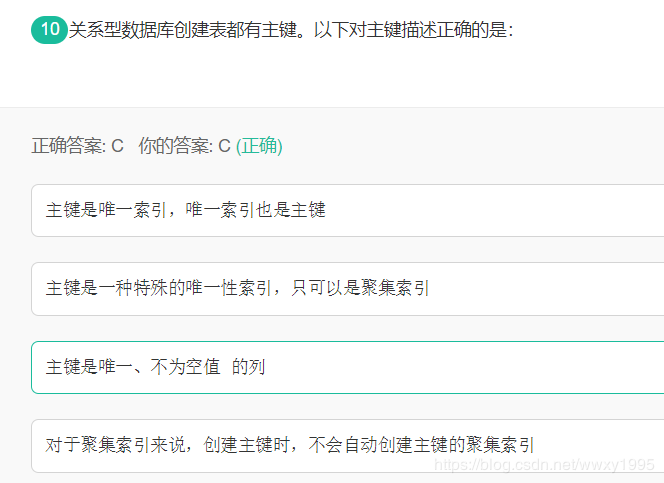 10 关系型数据库创建表都有主键。以下对主键描述正确的是：
正确答案: C 你的答案: C (正确)
主键是唯一索引，唯一索引也是主键
主键是一种特殊的唯一性索引，只可以是聚集索引
主键是唯一、不为空值 的列
对于聚集索引来说，创建主键时，不会自动创建主键的聚集索引
https://blog.csdn.net/wwxy1995